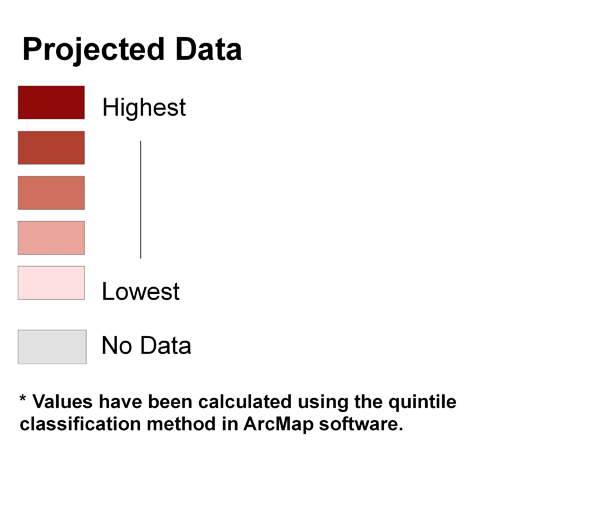 Projected Data
Highest
Lowest
No Data
* Values have been calculated using the quintile
classification method in ArcMap software.